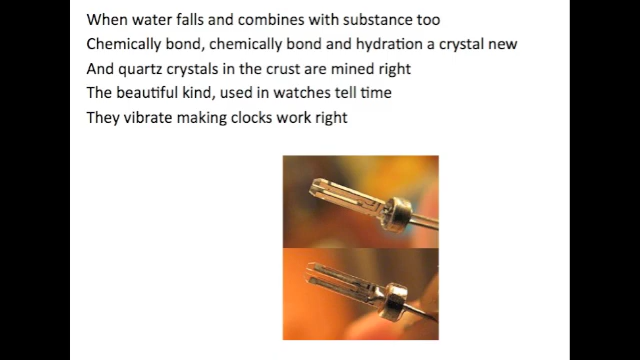 When water falls and combines with substance too
Chemically bond, chemically bond and hydration a crystal new
And quartz crystals in the crust are mined right
The beautiful kind, used in watches tell time
They vibrate making clocks work right